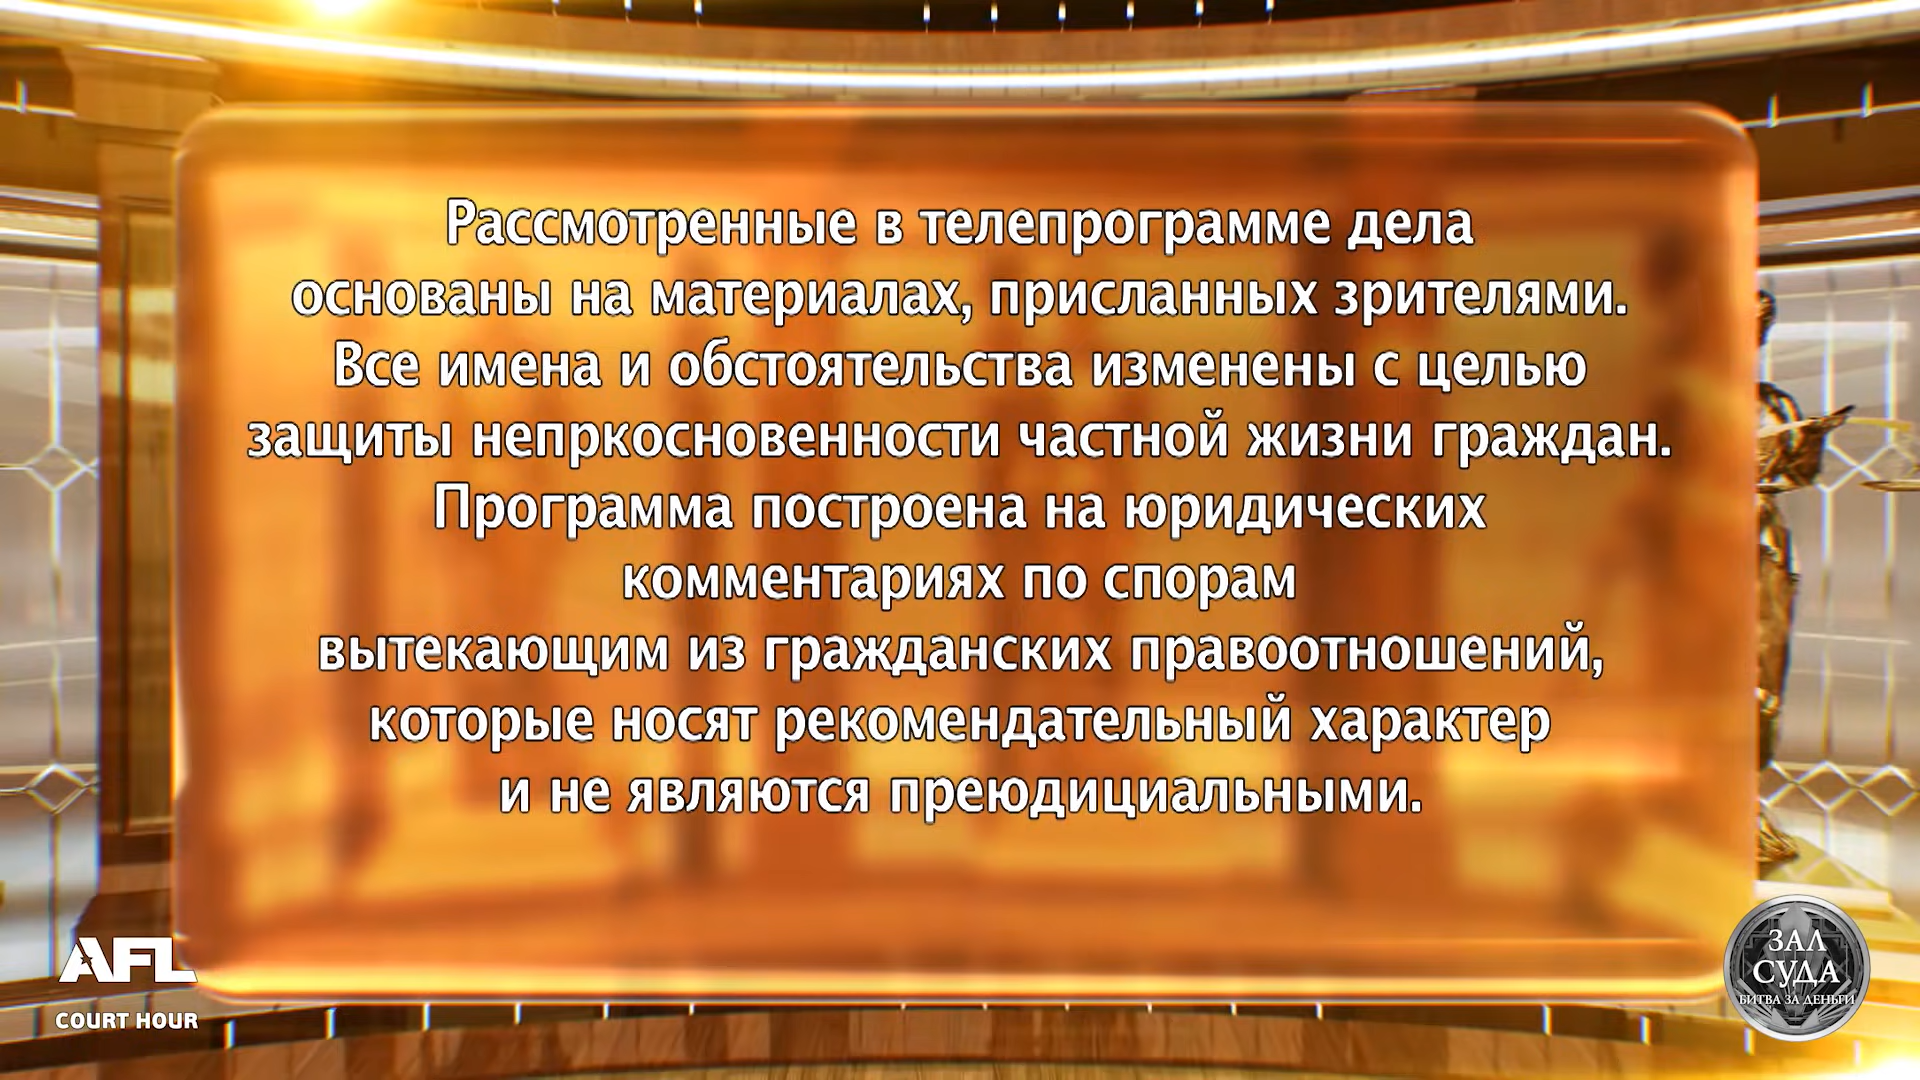 Рассмотренные в телепрограмме дела
основаны на материалах, присланных зрителями.
Все имена и обстоятельства изменены с целью
защиты непркосновенности частной жизни граждан.
Программа построена на юридических
комментариях по спорам
вытекающим из гражданских правоотношений,
которые носят рекомендательный характер
и не являются преюдициальными.
AFL
COURT HOUR
ЗАЛ
СУДА
БИТВА ЗА ДЕНЬГИ